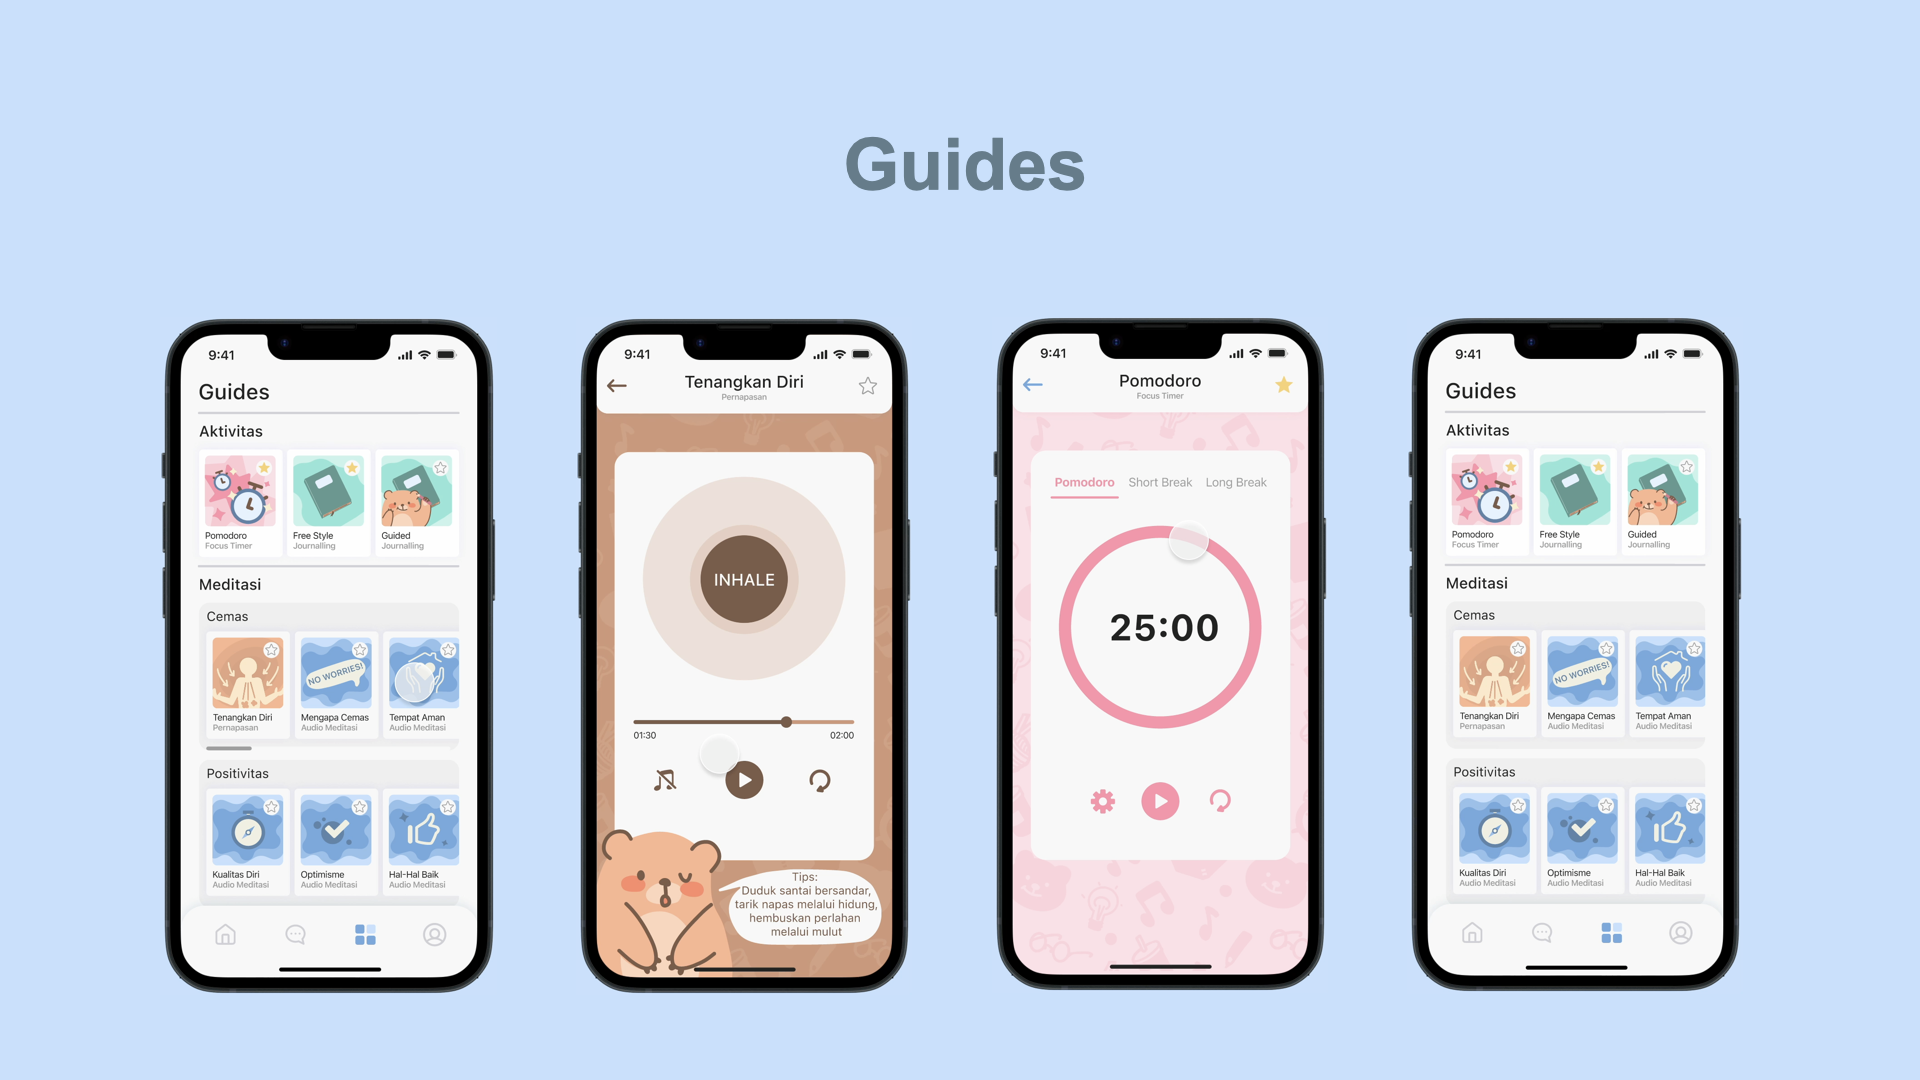 Guides
9:41
Guides
Aktivitas
Pomodoro
Focus Timer
Free Style
Journalling
Guided
Journalling
Meditasi
Cemas
NO WORRIES!
Tenangkan Diri
Pernapasan
Mengapa Cemas
Audio Meditasi
Tempat Aman
Audio Meditasi
Positivitas
Kualitas Diri
Audio Meditasi
Optimisme
Audio Meditasi
Hal-Hal Baik
Audio Meditasi
9:41
Tenangkan Diri
Pernapasan
INHALE
01:30
02:00
Tips:
Duduk santai bersandar,
tarik napas melalui hidung,
hembuskan perlahan
melalui mulut
9:41
Pomodoro
Focus Timer
Pomodoro Short Break Long Break
25:00
9:41
Guides
Aktivitas
Pomodoro
Focus Timer
Free Style
Journalling
Guided
Journalling
Meditasi
Cemas
NO WORRIES!
Tenangkan Diri
Pernapasan
Mengapa Cemas
Audio Meditasi
Tempat Aman
Audio Meditasi
Positivitas
Kualitas Diri
Audio Meditasi
Optimisme
Audio Meditasi
Hal-Hal Baik
Audio Meditasi